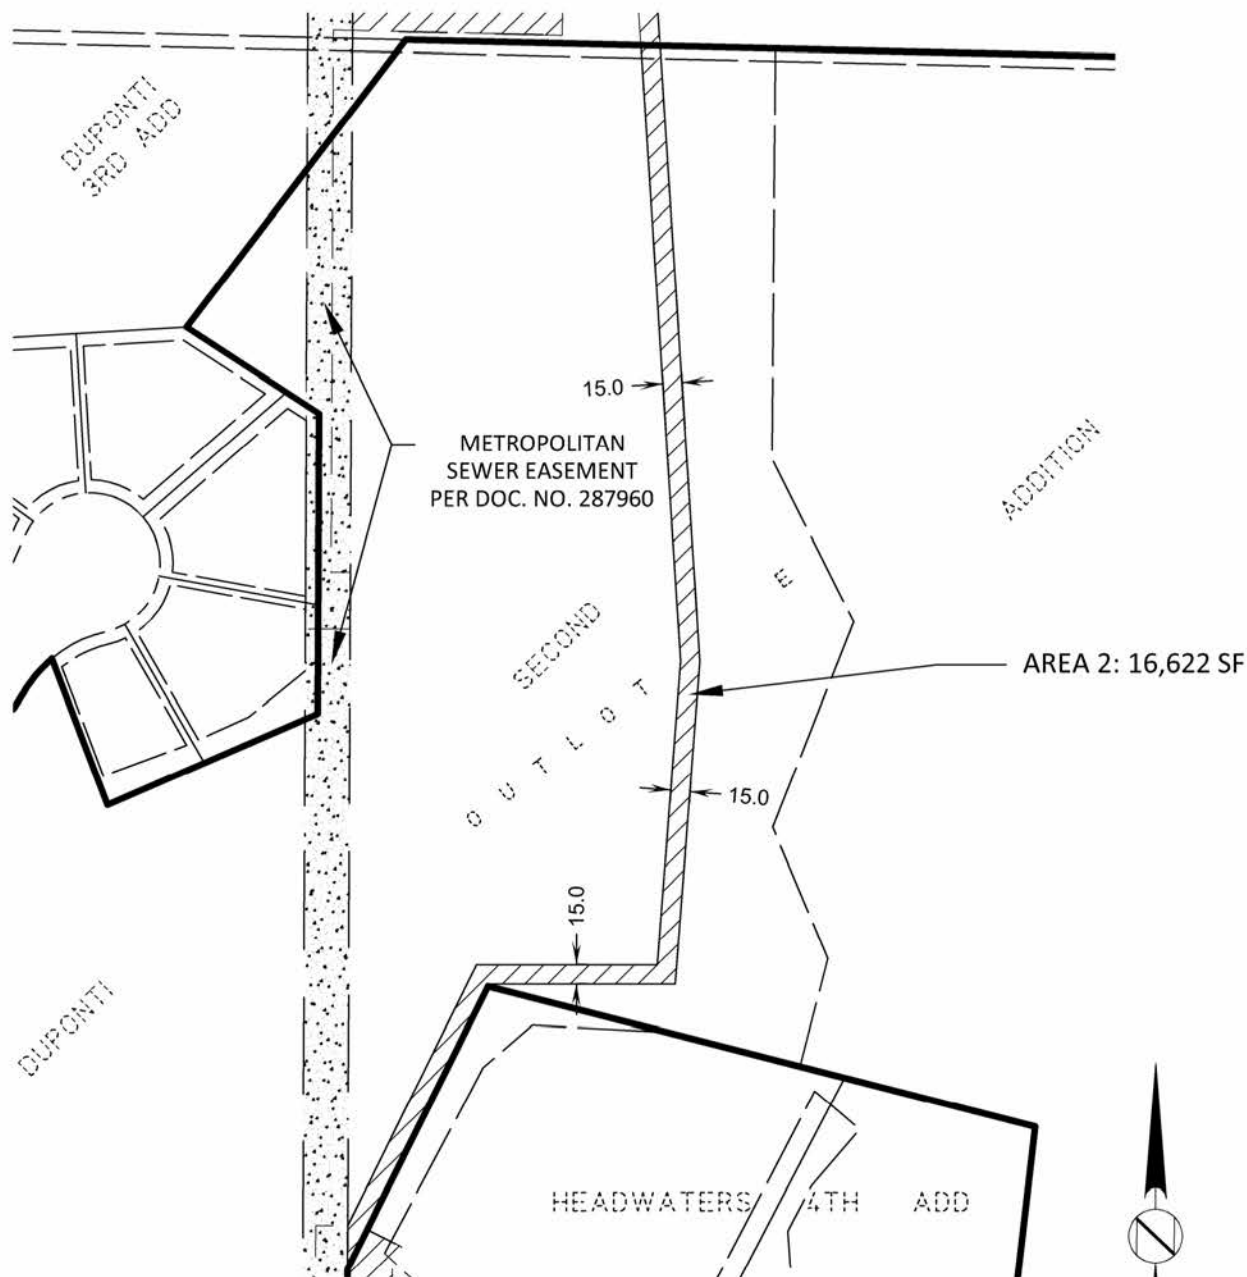 DUPONTI
3RD ADD
15.0
METROPOLITAN
SEWER EASEMENT
PER DOC. NO. 287960
ADDITION
E
SECOND
AREA 2: 16,622 SF
OUTLOT
15.0
15.0
DUPONTI
HEADWATERS 4TH ADD
N